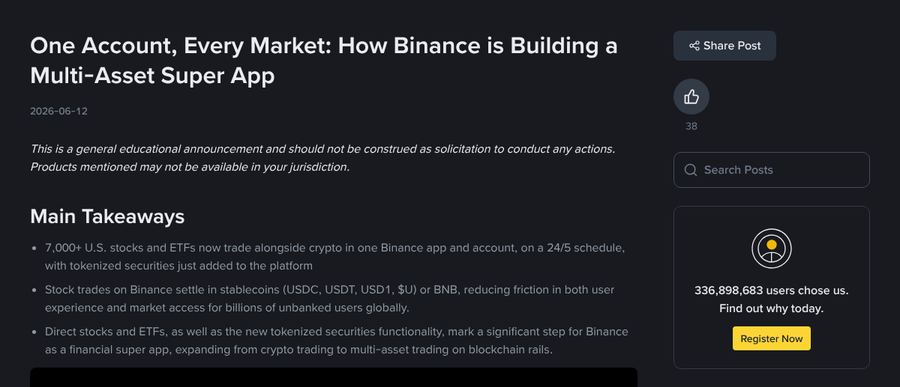 One Account, Every Market: How Binance is Building a
Multi-Asset Super App
2026-06-12
This is a general educational announcement and should not be construed as solicitation to conduct any actions.
Products mentioned may not be available in your jurisdiction.
Main Takeaways
• 7,000+ U.S. stocks and ETFs now trade alongside crypto in one Binance app and account, on a 24/5 schedule,
with tokenized securities just added to the platform
• Stock trades on Binance settle in stablecoins (USDC, USDT, USD1, $U) or BNB, reducing friction in both user
experience and market access for billions of unbanked users globally.
• Direct stocks and ETFs, as well as the new tokenized securities functionality, mark a significant step for Binance
as a financial super app, expanding from crypto trading to multi-asset trading on blockchain rails.
Share Post
38
Search Posts
336,898,683 users chose us.
Find out why today.
Register Now